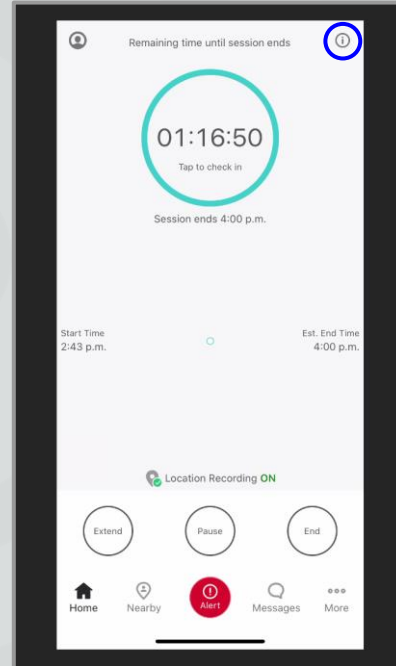 Remaining time until session ends
01:16:50
Tap to check in
Session ends 4:00 p.m.
Start Time
Est. End Time
2:43 p.m.
4:00 p.m.
Location Recording ON
Extend
Pause
End
Alert
Home
Nearby
Messages
More